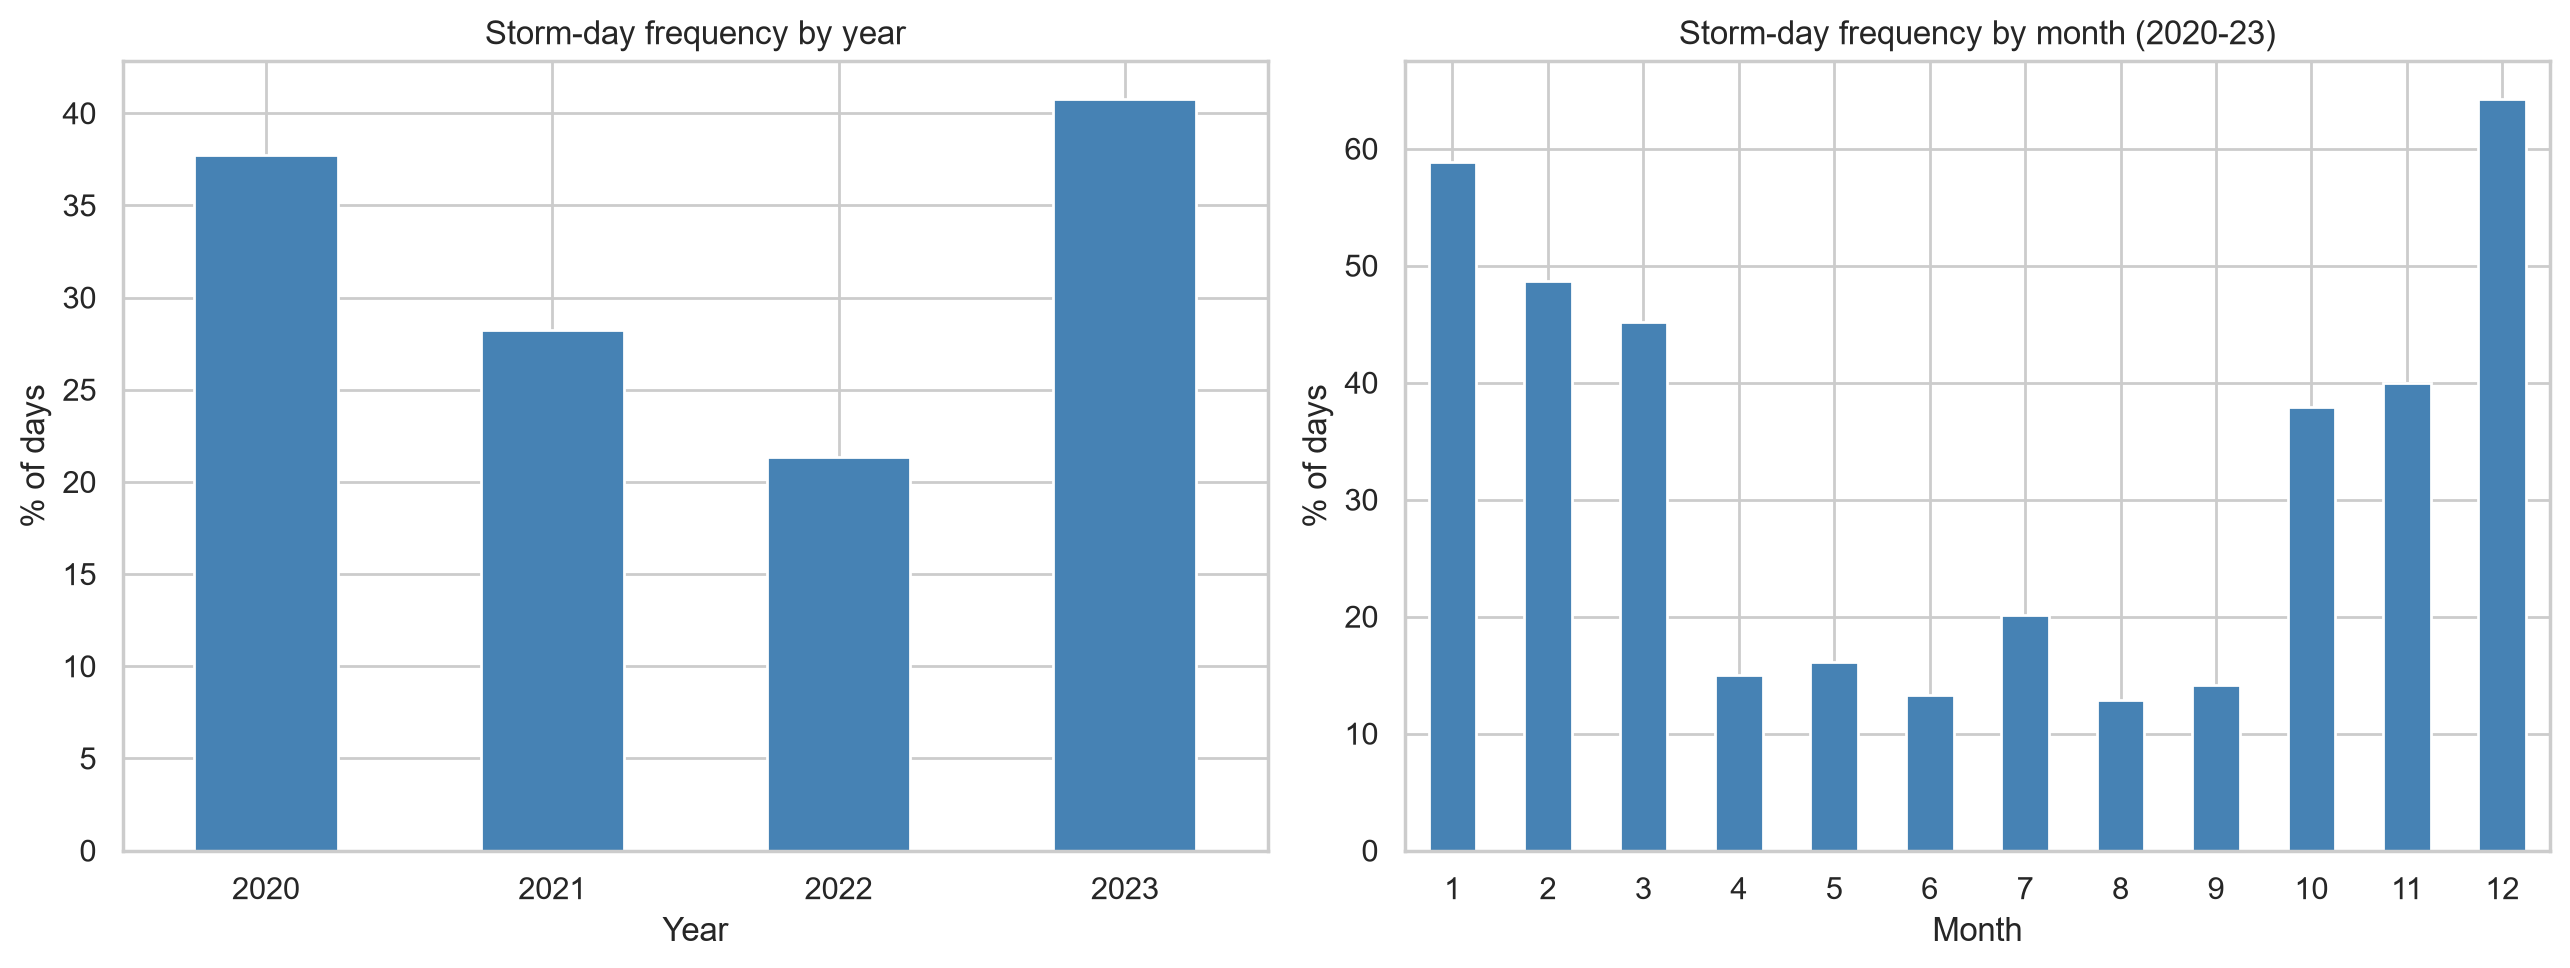 Storm-day frequency by year
% of days
40
35
30
25
20
15
10
5
0
2020 2021 2022 2023
Year
Storm-day frequency by month (2020-23)
% of days
60
50
40
30
20
10
0
1 2 3 4 5 6 7 8 9 10 11 12
Month